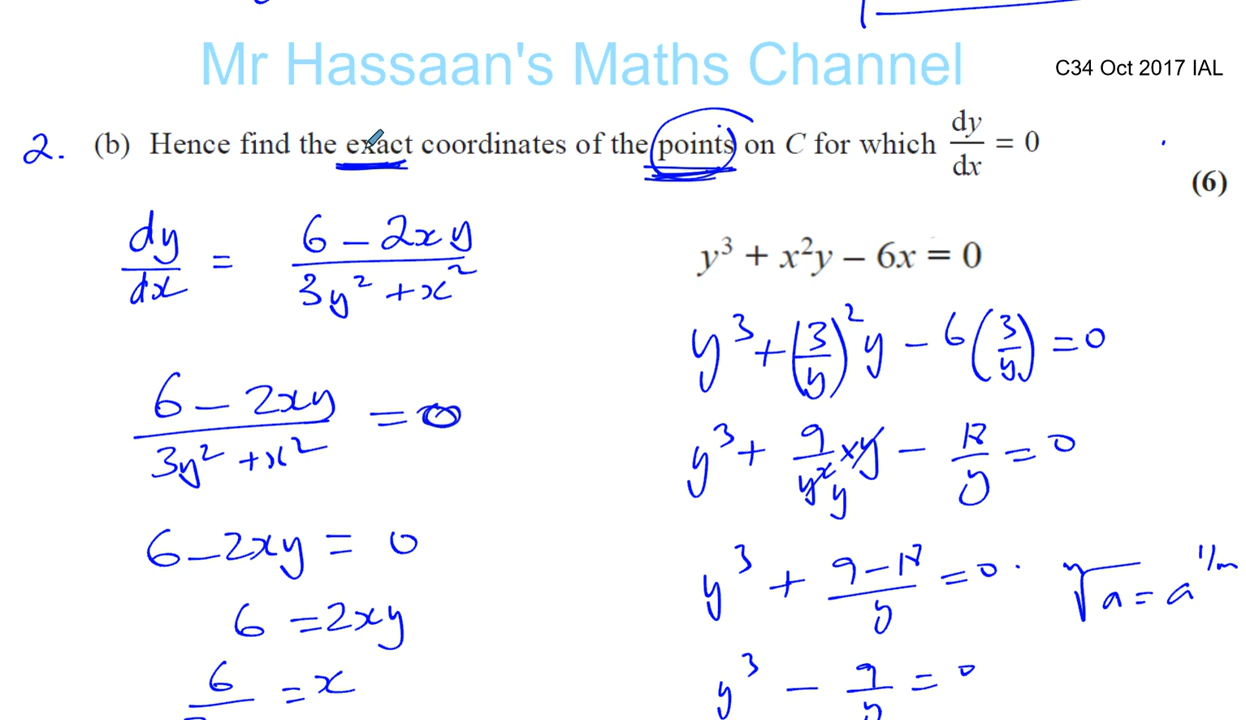 Mr Hassaan's Maths Channel
C34 Oct 2017 IAL
2. (b) Hence find the exact coordinates of the points on C for which dy/dx = 0
(6)
dy/dx = (6 - 2xy)/(3y² + x²)
(6 - 2xy)/(3y² + x²) = 0
6 - 2xy = 0
6 = 2xy
6/ = x
y³ + x²y – 6x = 0
y³ + (3/y)²y - 6(3/y) = 0
y³ + 9/y² × y - 18/y = 0
y
y³ + (9 - 18)/y = 0.
ⁿ√a = a^(1/n)
y³ - 9/y = 0